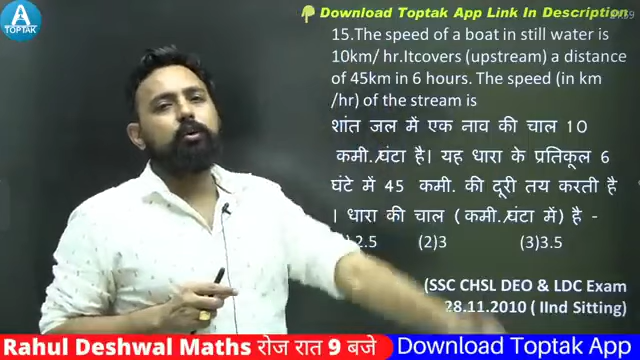 A
TOPTAK
Download Toptak App Link In Description
15.The speed of a boat in still water is
10km/ hr.Itcovers (upstream) a distance
of 45km in 6 hours. The speed (in km
/hr) of the stream is
शांत जल में एक नाव की चाल 10
कमी./घंटा है। यह धारा के प्रतिकूल 6
घंटे में 45 कमी. की दूरी तय करती है
। धारा की चाल (कमी./घंटा में) है -
2.5 (2)3 (3)3.5
(SSC CHSL DEO & LDC Exam
28.11.2010 ( IInd Sitting)
Rahul Deshwal Maths रोज रात 9 बजे Download Toptak App